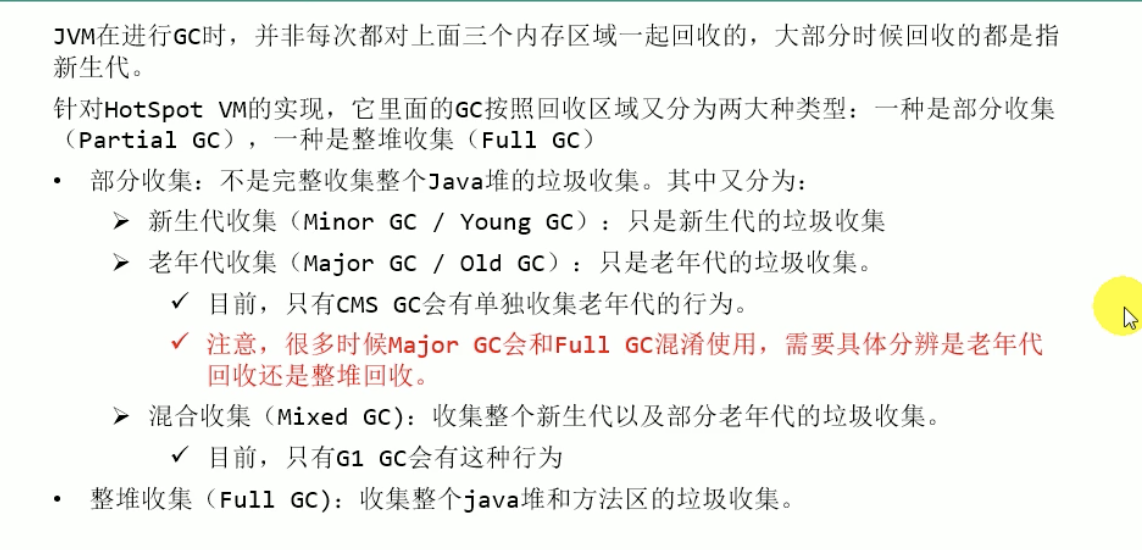 JVM在进行GC时，并非每次都对上面三个内存区域一起回收的，大部分时候回收的都是指
新生代。
针对HotSpot VM的实现，它里面的GC按照回收区域又分为两大种类型：一种是部分收集
（Partial GC），一种是整堆收集（Full GC）
• 部分收集：不是完整收集整个Java堆的垃圾收集。其中又分为：
➢ 新生代收集（Minor GC / Young GC）：只是新生代的垃圾收集
➢ 老年代收集（Major GC / Old GC）：只是老年代的垃圾收集。
✓ 目前，只有CMS GC会有单独收集老年代的行为。
✓ 注意，很多时候Major GC会和Full GC混淆使用，需要具体分辨是老年代
回收还是整堆回收。
➢ 混合收集（Mixed GC)：收集整个新生代以及部分老年代的垃圾收集。
✓ 目前，只有G1 GC会有这种行为
• 整堆收集（Full GC)：收集整个java堆和方法区的垃圾收集。